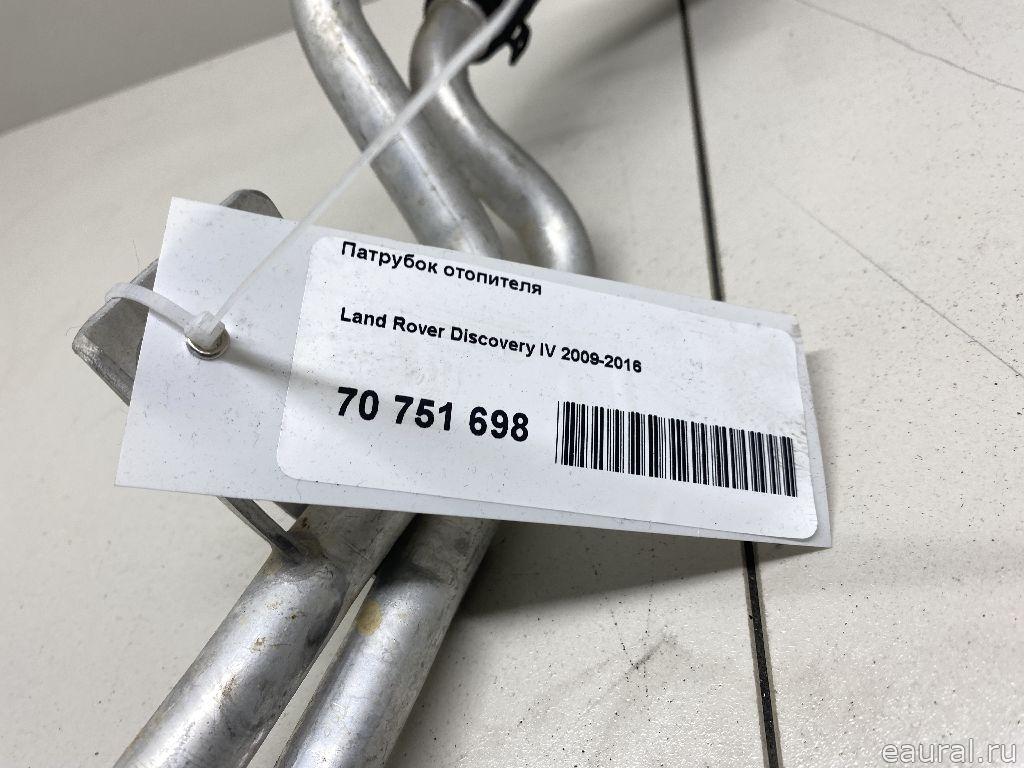 Патрубок отопителя
Land Rover Discovery IV 2009-2016
70 751 698
eaural.ru